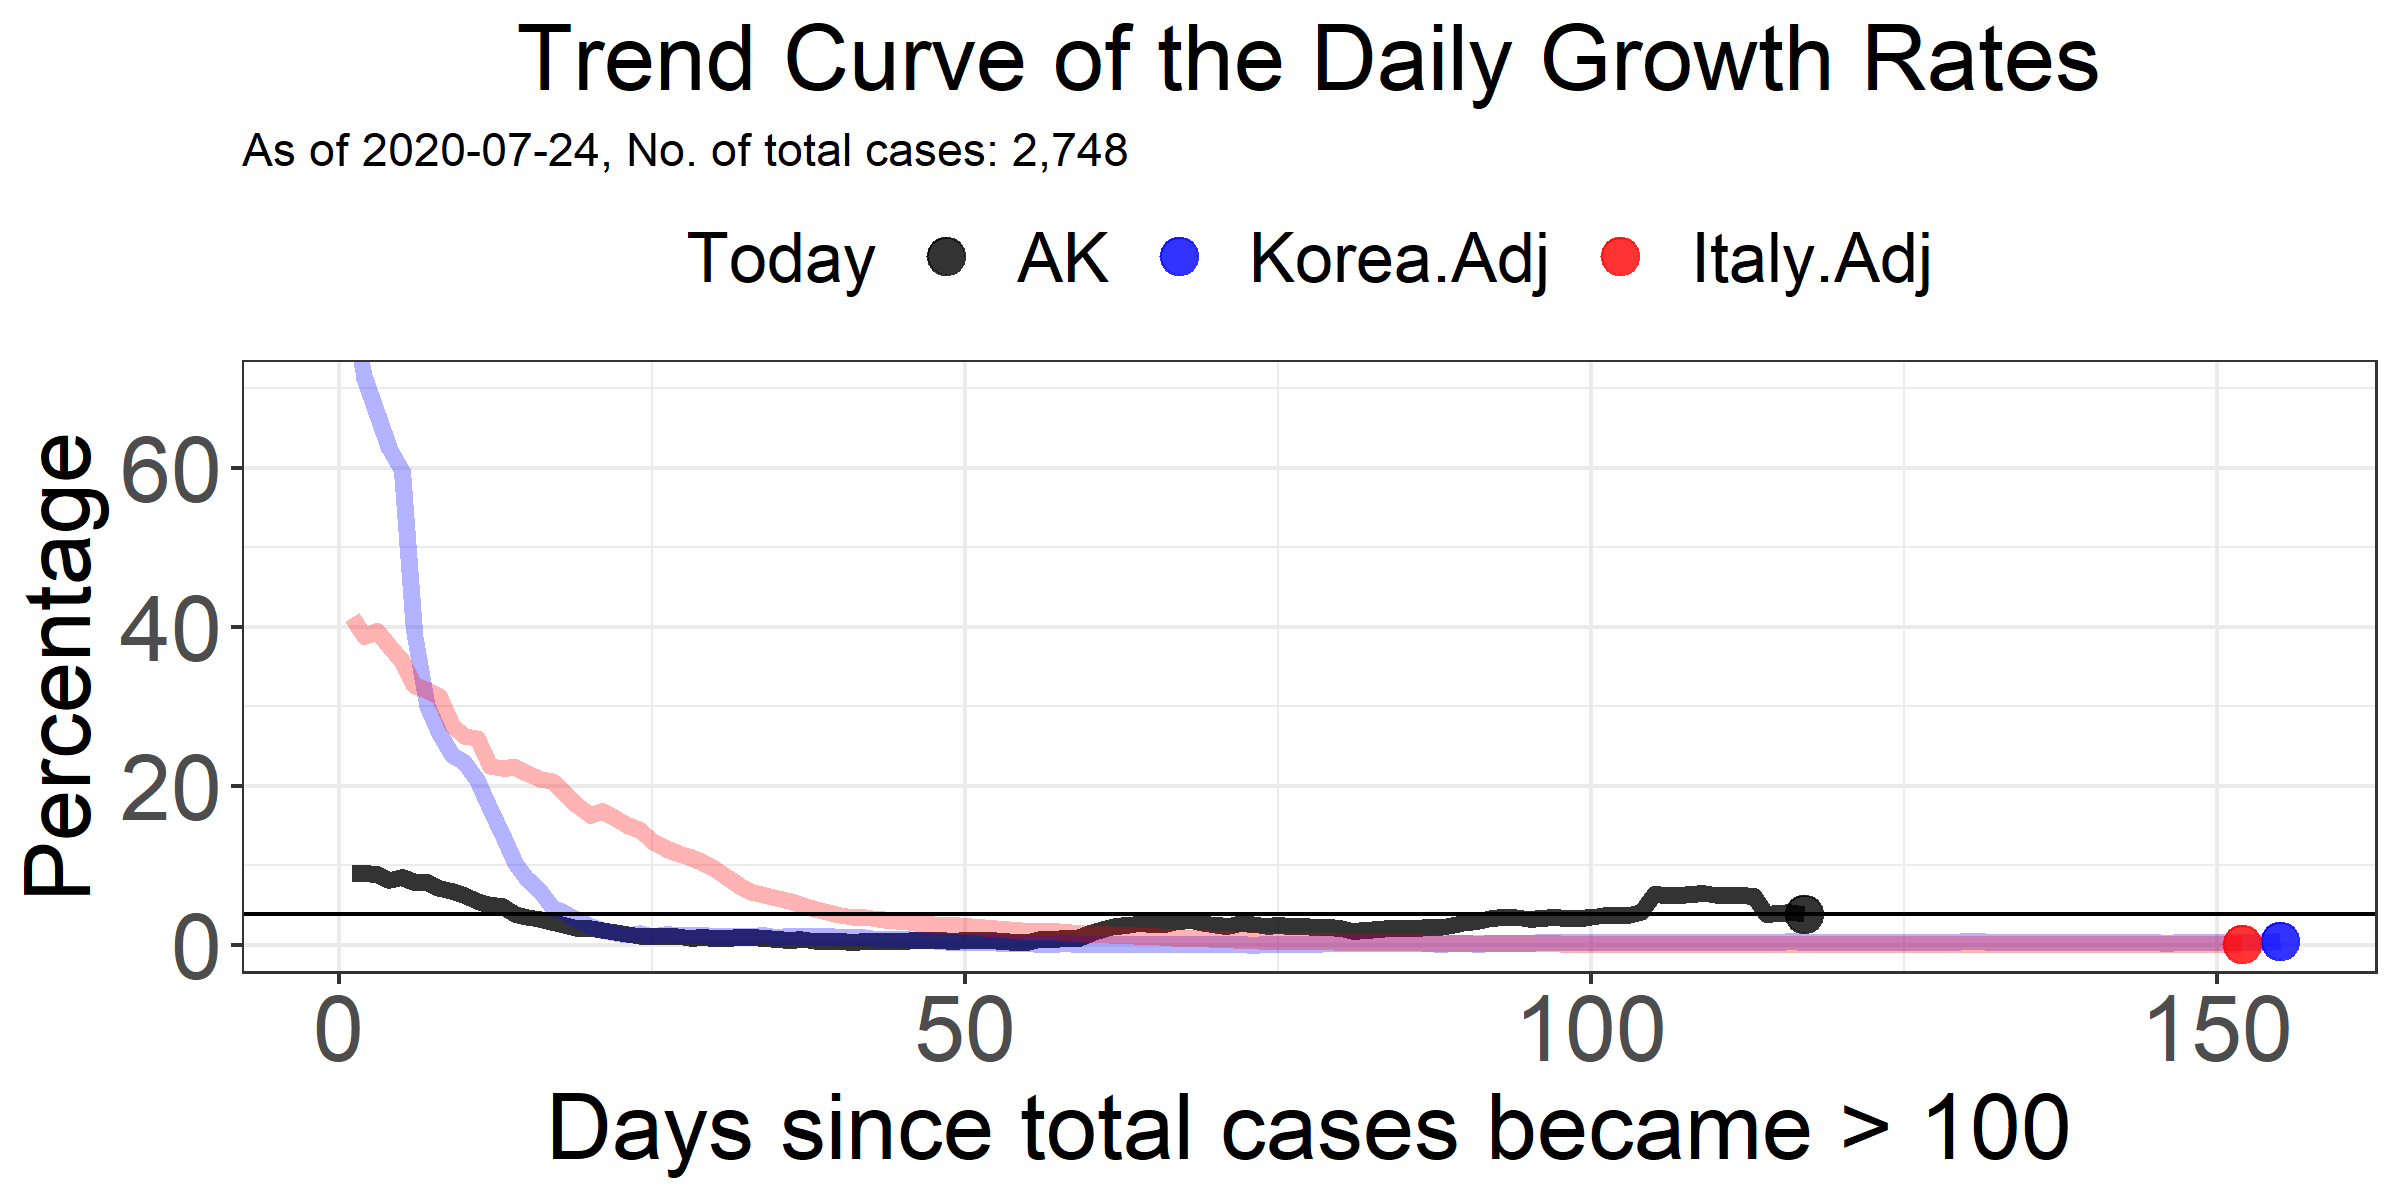 Trend Curve of the Daily Growth Rates
As of 2020-07-24, No. of total cases: 2,748
Today AK Korea.Adj Italy.Adj
Percentage
60
40
20
0
0 50 100 150
Days since total cases became > 100